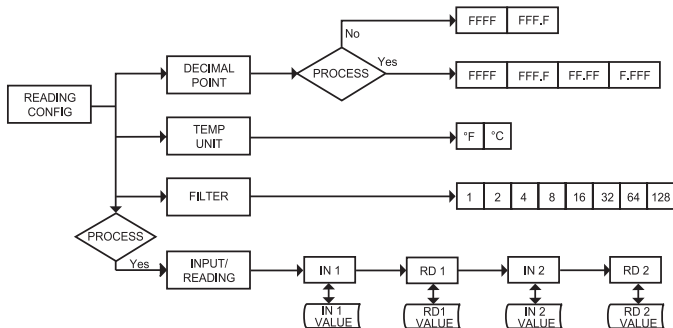 No
FFFF FFF.F
DECIMAL
POINT
PROCESS
Yes
FFFF FFF.F FF.FF F.FFF
READING
CONFIG
TEMP
UNIT
°F °C
FILTER
1 2 4 8 16 32 64 128
PROCESS
Yes
INPUT/
READING
IN 1
RD 1
IN 2
RD 2
IN 1
VALUE
RD1
VALUE
IN 2
VALUE
RD 2
VALUE